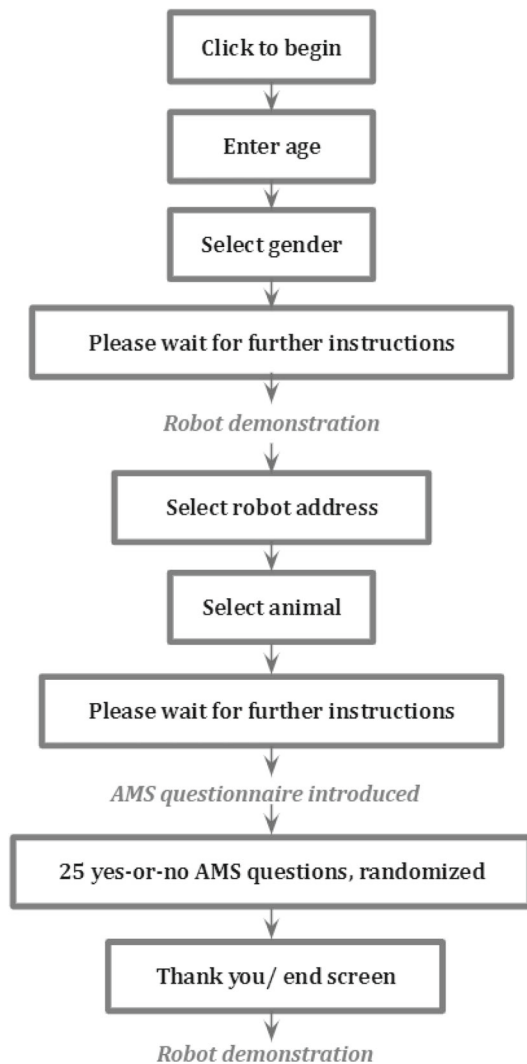 Click to begin
Enter age
Select gender
Please wait for further instructions
Robot demonstration
Select robot address
Select animal
Please wait for further instructions
AMS questionnaire introduced
25 yes-or-no AMS questions, randomized
Thank you/ end screen
Robot demonstration